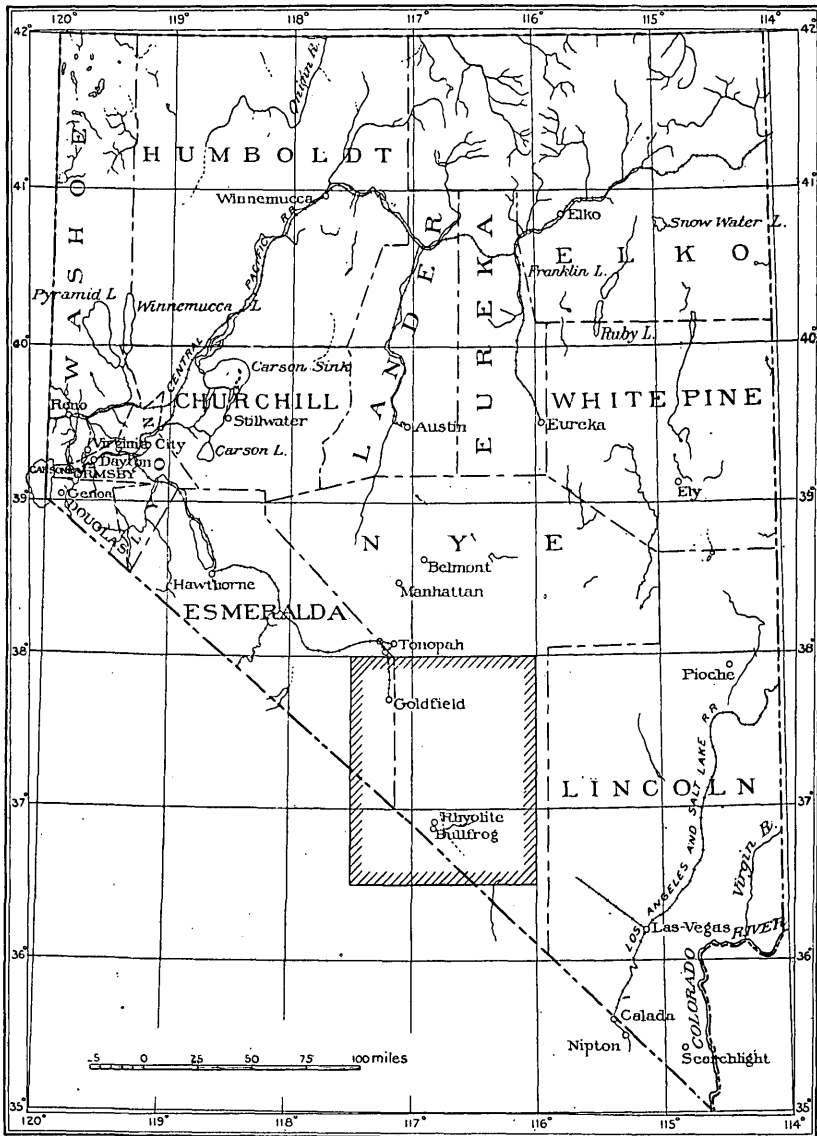 120° 119° 118° 117° 116° 115° 114°
42° 42°
Quinn R.
WASHOE
HUMBOLDT
41° 41°
Winnemucca
Elko
Snow Water L.
CENTRAL PACIFIC RR
LANDER
EUREKA
ELKO
Franklin L.
Pyramid L
Winnemucca L
Ruby L.
40° 40°
Carson Sink
Reno
CHURCHILL
WHITE PINE
Stillwater
Austin
Eureka
Virginia City
Carson L.
Dayton
ORMSBY
LYON
Ely
39° 39°
Genoa
DOUGLAS
NYE
Belmont
Hawthorne
Manhattan
ESMERALDA
Tonopah
38° 38°
Pioche
Goldfield
LINCOLN
37° 37°
Rhyolite
Bullfrog
LOS ANGELES AND SALT LAKE RR
Virgin R.
Las-Vegas
COLORADO RIVER
36° 36°
Calada
Nipton
Searchlight
5 0 25 50 75 100 miles
35° 35°
120° 119° 118° 117° 116° 115° 114°